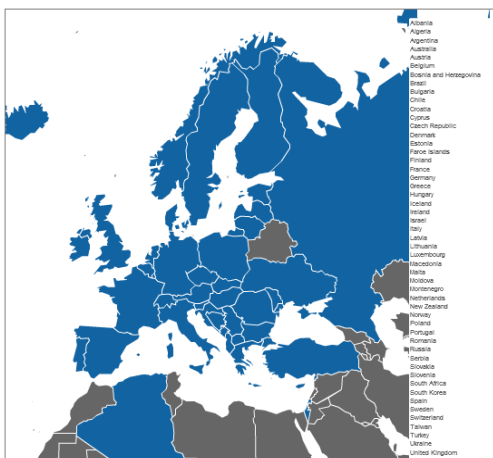 Albania
Algeria
Argentina
Australia
Austria
Belgium
Bosnia and Herzegovina
Brazil
Bulgaria
Chile
Croatia
Cyprus
Czech Republic
Denmark
Estonia
Faroe Islands
Finland
France
Germany
Greece
Hungary
Iceland
Ireland
Israel
Italy
Latvia
Lithuania
Luxembourg
Macedonia
Malta
Moldova
Montenegro
Netherlands
New Zealand
Norway
Poland
Portugal
Romania
Russia
Serbia
Slovakia
Slovenia
South Africa
South Korea
Spain
Sweden
Switzerland
Taiwan
Turkey
Ukraine
United Kingdom